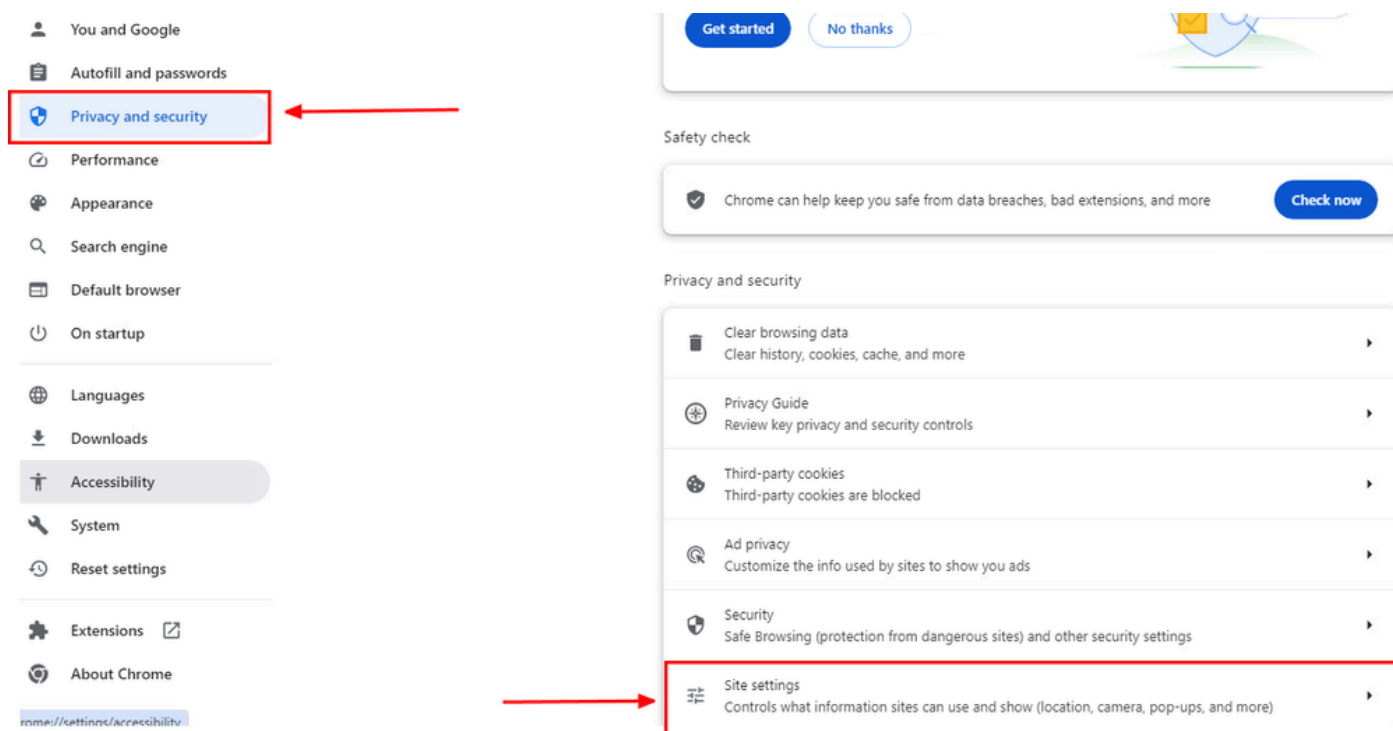 You and Google
Autofill and passwords
Privacy and security
Performance
Appearance
Search engine
Default browser
On startup
Languages
Downloads
Accessibility
System
Reset settings
Extensions
About Chrome
rome://settings/accessibility
Get started
No thanks
Safety check
Chrome can help keep you safe from data breaches, bad extensions, and more
Check now
Privacy and security
Clear browsing data
Clear history, cookies, cache, and more
Privacy Guide
Review key privacy and security controls
Third-party cookies
Third-party cookies are blocked
Ad privacy
Customize the info used by sites to show you ads
Security
Safe Browsing (protection from dangerous sites) and other security settings
Site settings
Controls what information sites can use and show (location, camera, pop-ups, and more)